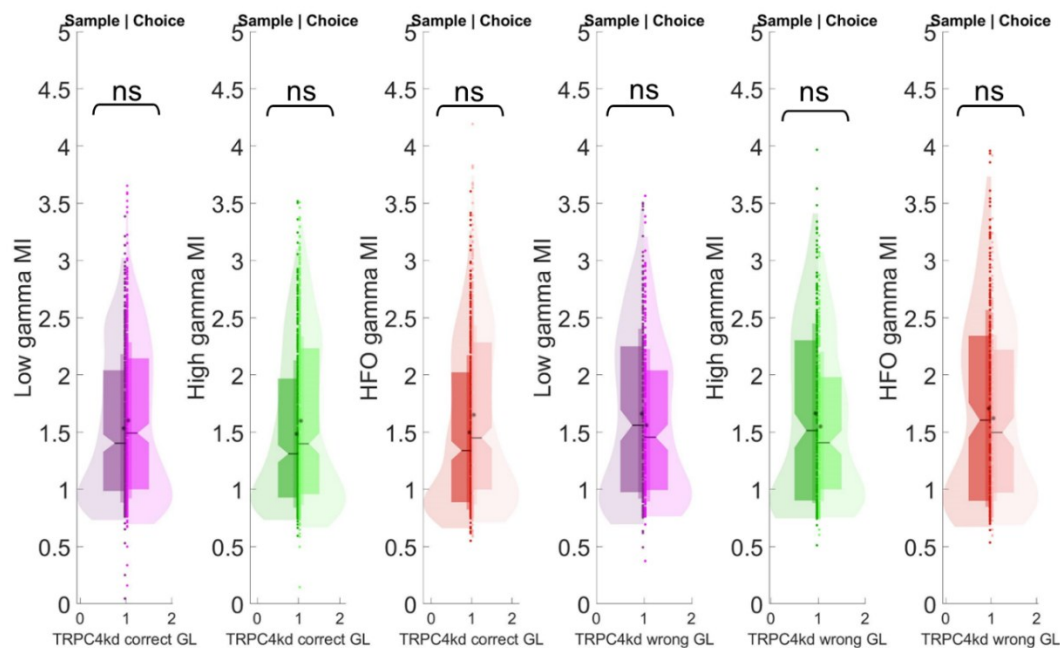 Sample | Choice
5
4.5
ns
4
3.5
3
2.5
2
1.5
1
0.5
0
Low gamma MI
0 1 2
TRPC4kd correct GL
Sample | Choice
5
4.5
ns
4
3.5
3
2.5
2
1.5
1
0.5
0
High gamma MI
0 1 2
TRPC4kd correct GL
Sample | Choice
5
4.5
ns
4
3.5
3
2.5
2
1.5
1
0.5
0
HFO gamma MI
0 1 2
TRPC4kd correct GL
Sample | Choice
5
4.5
ns
4
3.5
3
2.5
2
1.5
1
0.5
0
Low gamma MI
0 1 2
TRPC4kd wrong GL
Sample | Choice
5
4.5
ns
4
3.5
3
2.5
2
1.5
1
0.5
0
High gamma MI
0 1 2
TRPC4kd wrong GL
Sample | Choice
5
4.5
ns
4
3.5
3
2.5
2
1.5
1
0.5
0
HFO gamma MI
0 1 2
TRPC4kd wrong GL